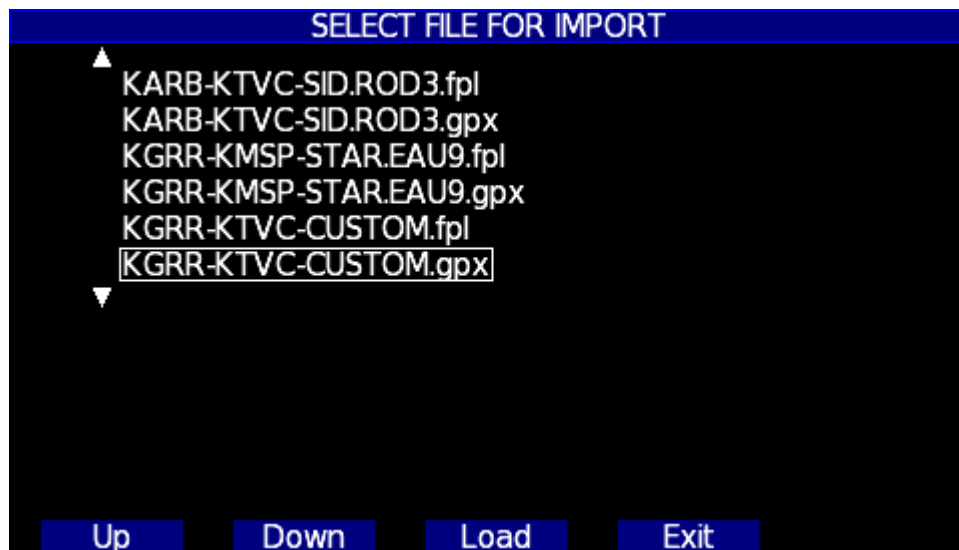 SELECT FILE FOR IMPORT
KARB-KTVC-SID.ROD3.fpl
KARB-KTVC-SID.ROD3.gpx
KGRR-KMSP-STAR.EAU9.fpl
KGRR-KMSP-STAR.EAU9.gpx
KGRR-KTVC-CUSTOM.fpl
KGRR-KTVC-CUSTOM.gpx
Up Down Load Exit